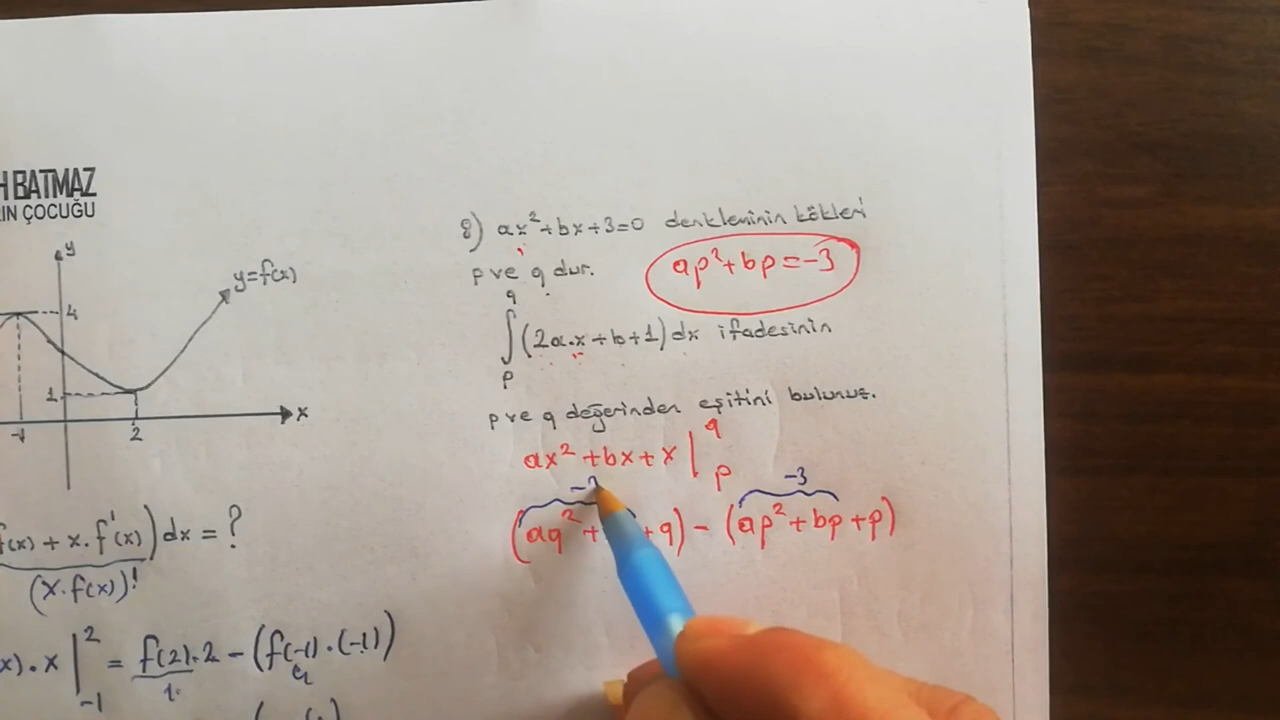 H BATMAZ
IN ÇOCUĞU
y
y=f(x)
4
1
-1
2
x
f(x) + x.f'(x))dx = ?
(x.f(x))'
x).x |²₋₁ = f(2).2 - (f(-1).(-1))
8) ax²+bx+3=0 denkleminin kökleri
p ve q dur.
ap²+bp=-3
∫ₚ^q (2a.x+b+1)dx ifadesinin
p ve q değerinden eşitini bulunuz.
ax²+bx+x |ₚ^q
-3
(aq²+ +q) - (ap²+bp+p)